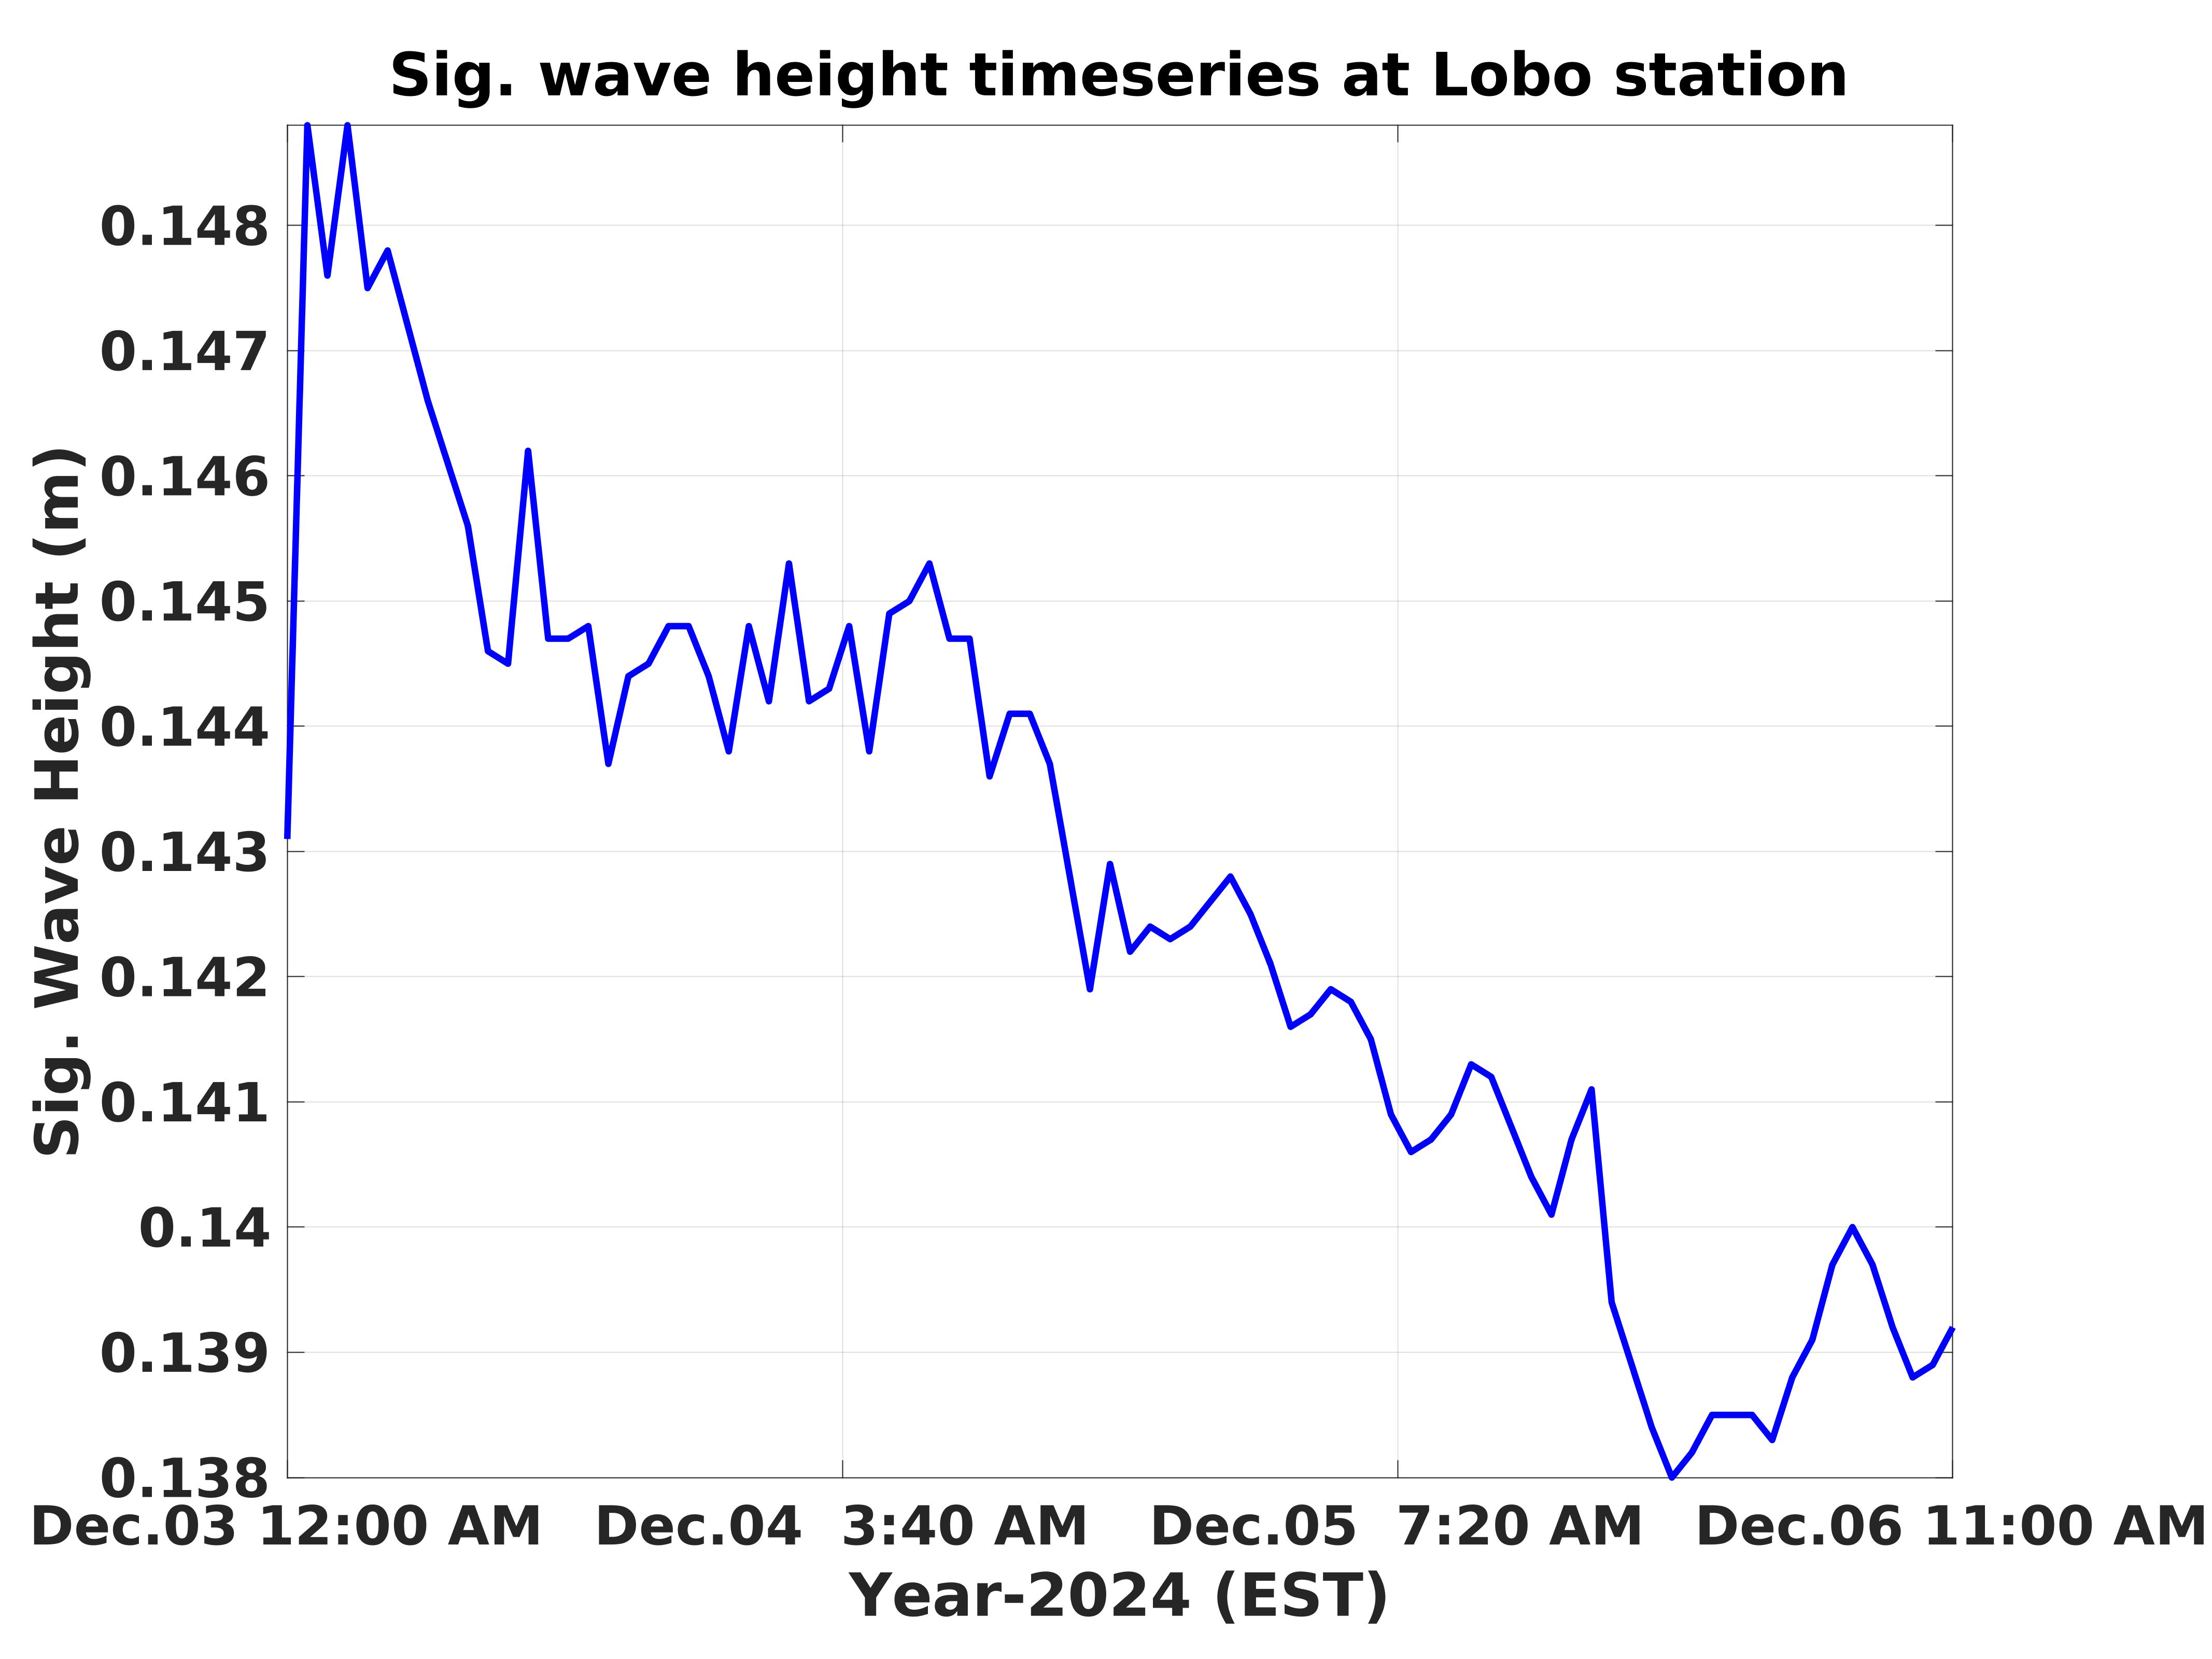 Sig. wave height timeseries at Lobo station
Sig. Wave Height (m)
0.148
0.147
0.146
0.145
0.144
0.143
0.142
0.141
0.14
0.139
0.138
Dec.03 12:00 AM Dec.04 3:40 AM Dec.05 7:20 AM Dec.06 11:00 AM
Year-2024 (EST)